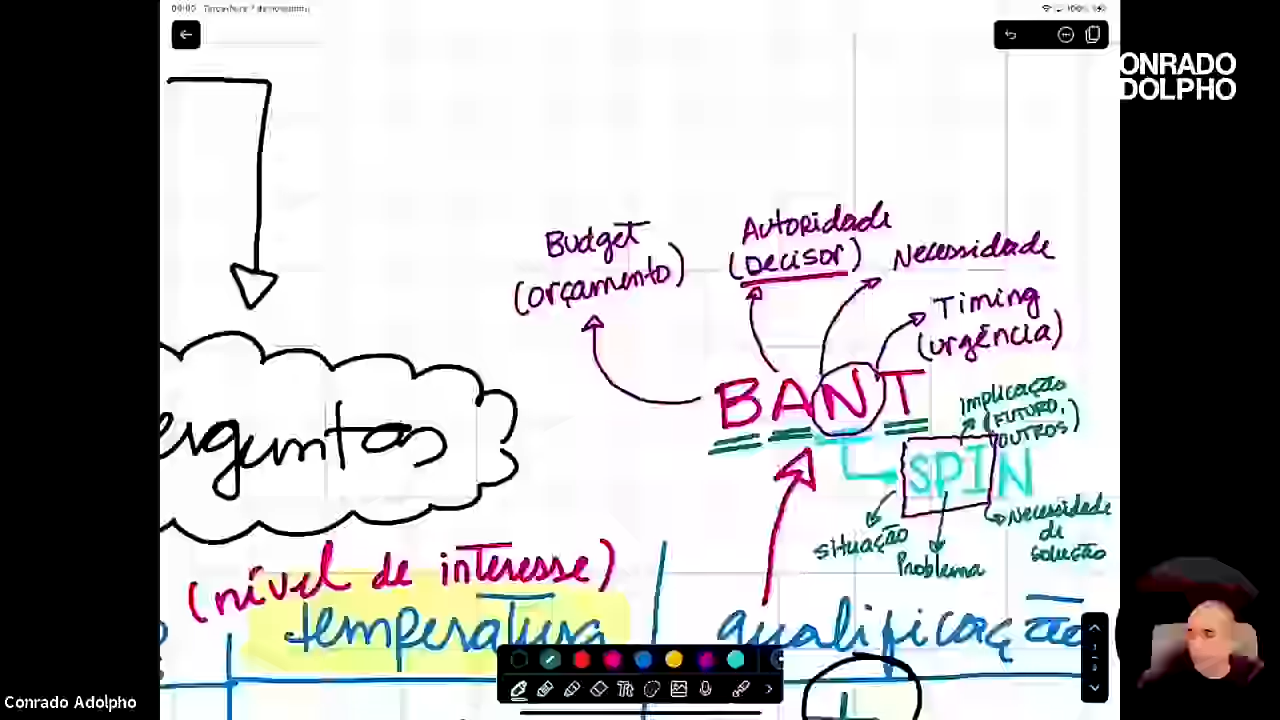 ONRADO
DOLPHO
Budget
(orçamento)
Autoridade
(Decisor)
Necessidade
Timing
(urgência)
BANT
Implicação
(FUTURO,
OUTROS)
SPIN
situação
Problema
Necessidade
de
solução
erguntas
(nível de interesse)
temperatura
qualificação
Conrado Adolpho